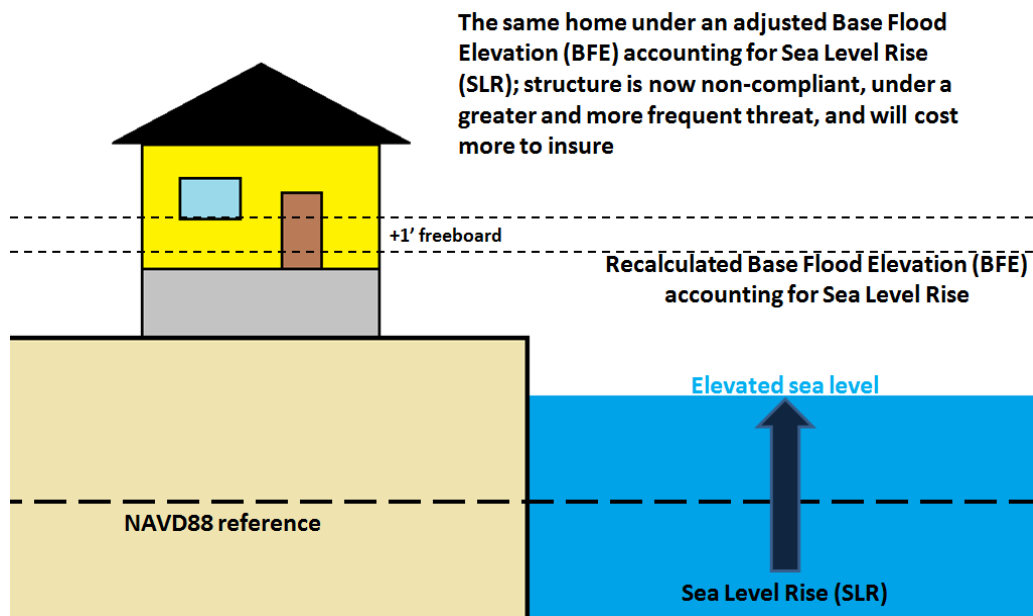 The same home under an adjusted Base Flood
Elevation (BFE) accounting for Sea Level Rise
(SLR); structure is now non-compliant, under a
greater and more frequent threat, and will cost
more to insure
+1’ freeboard
Recalculated Base Flood Elevation (BFE)
accounting for Sea Level Rise
Elevated sea level
NAVD88 reference
Sea Level Rise (SLR)